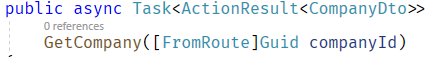 public async Task<ActionResult<CompanyDto>>
0 references
GetCompany([FromRoute]Guid companyId)